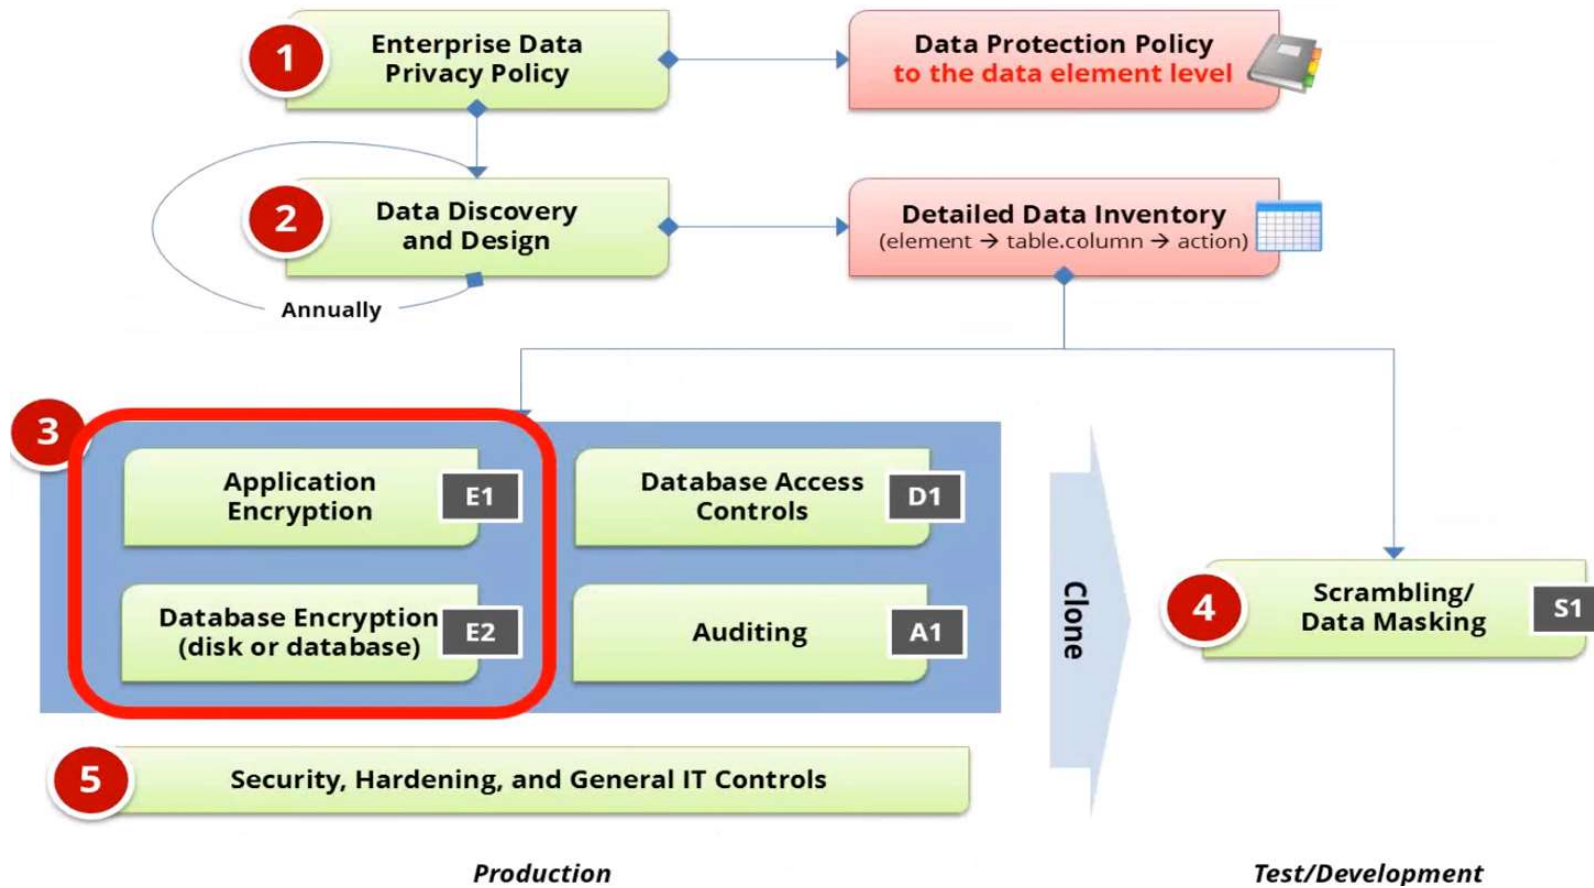 1
Enterprise Data
Privacy Policy
Data Protection Policy
to the data element level
2
Data Discovery
and Design
Detailed Data Inventory
(element → table.column → action)
Annually
3
Application
Encryption
E1
Database Access
Controls
D1
Database Encryption
(disk or database)
E2
Auditing
A1
Clone
4
Scrambling/
Data Masking
S1
5
Security, Hardening, and General IT Controls
Production
Test/Development